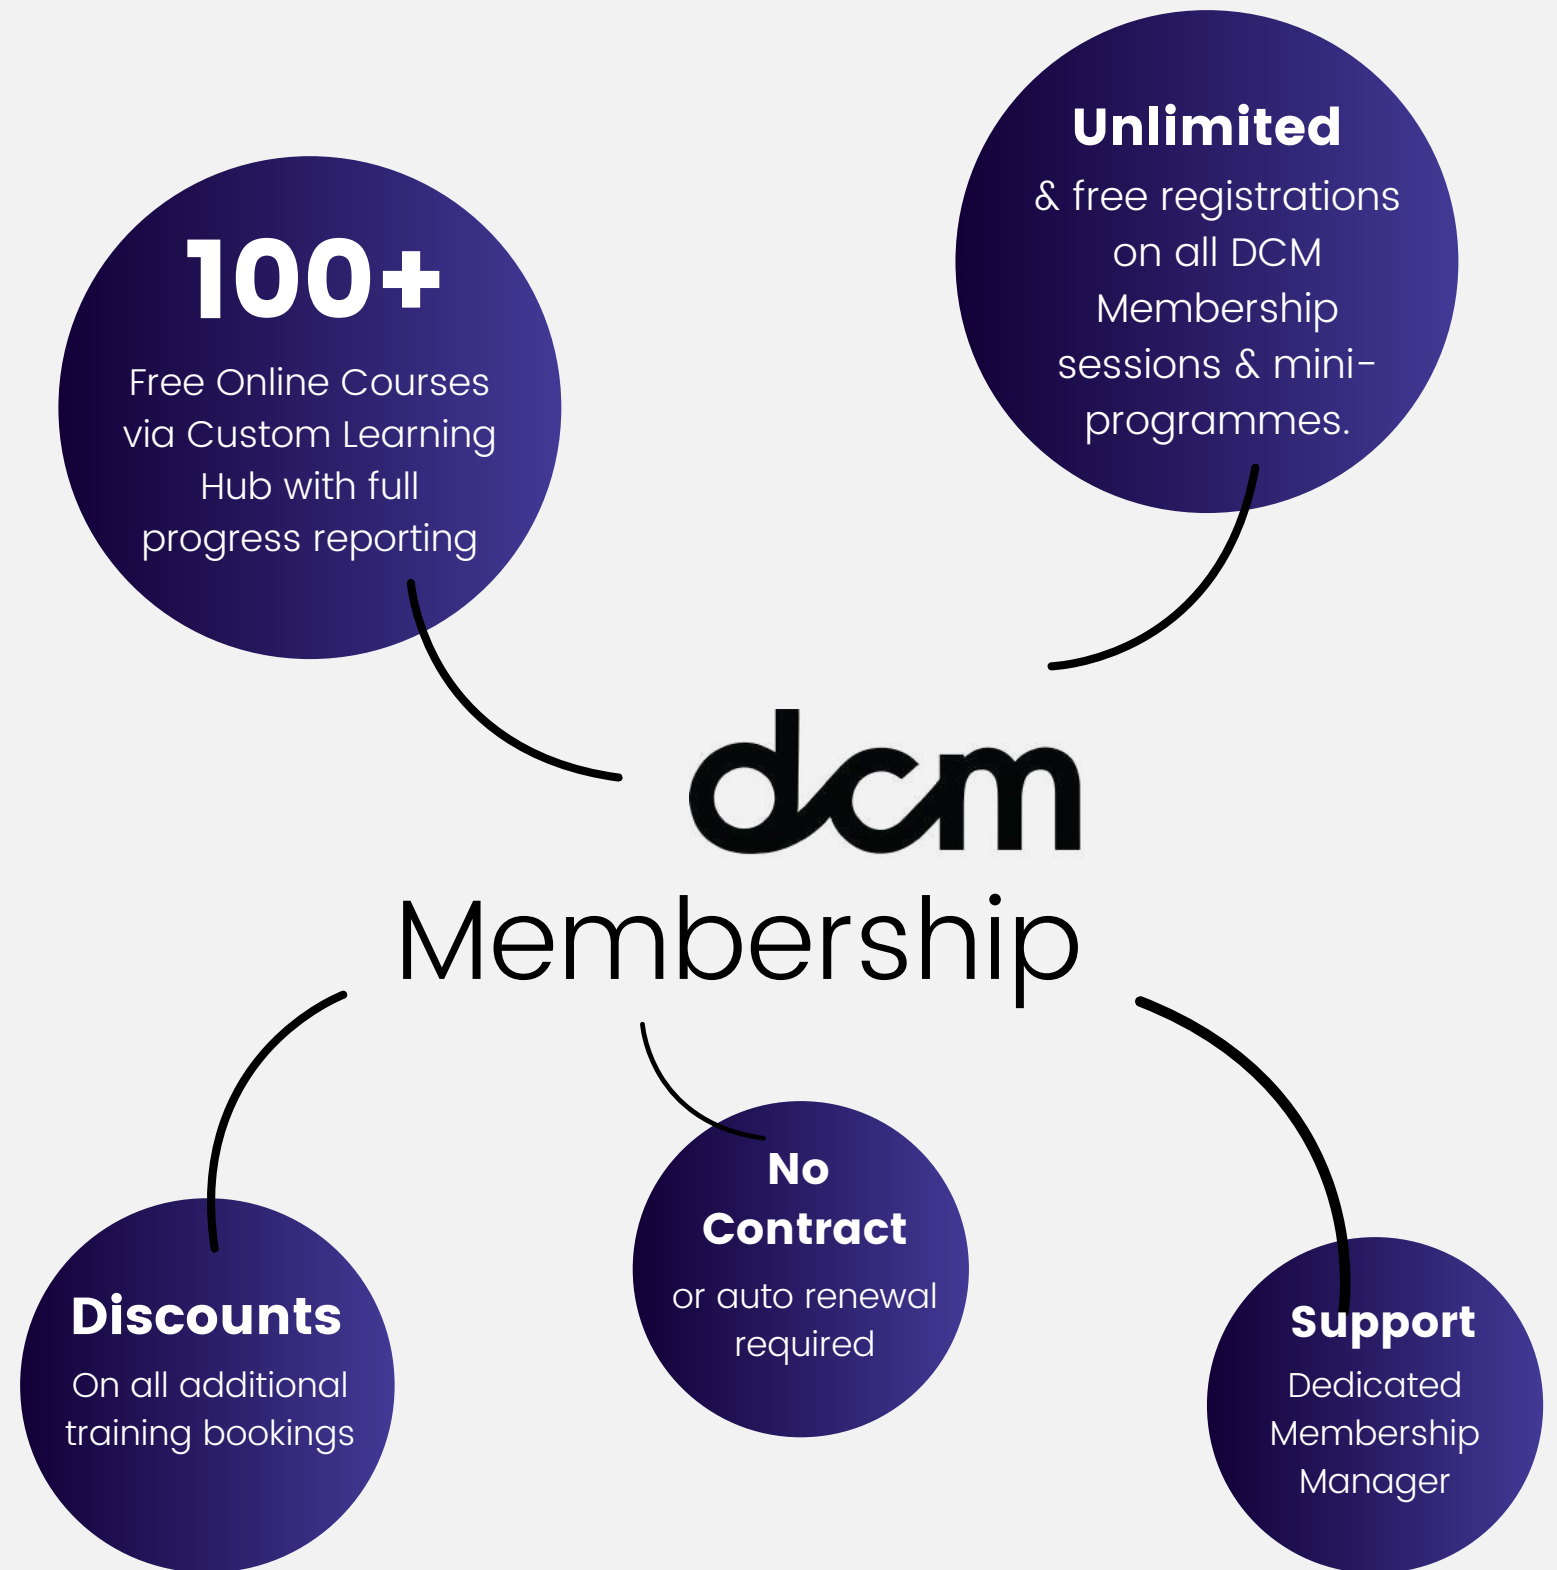 Unlimited
& free registrations
on all DCM
Membership
sessions & mini-
programmes.
100+
Free Online Courses
via Custom Learning
Hub with full
progress reporting
dcm
Membership
No
Contract
or auto renewal
required
Discounts
On all additional
training bookings
Support
Dedicated
Membership
Manager